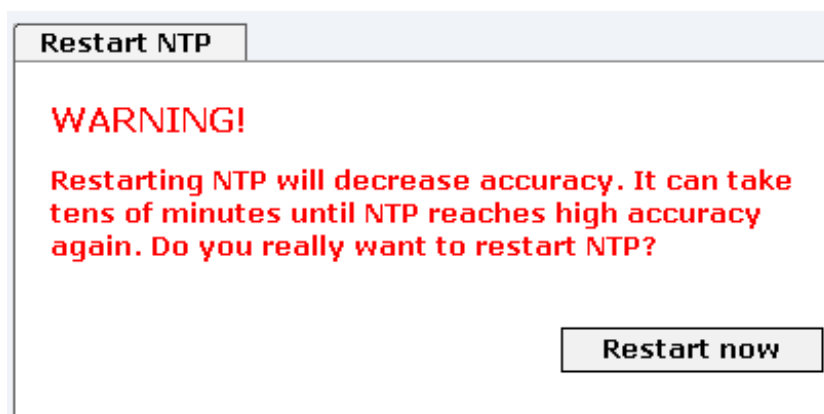 Restart NTP
WARNING!
Restarting NTP will decrease accuracy. It can take
tens of minutes until NTP reaches high accuracy
again. Do you really want to restart NTP?
Restart now